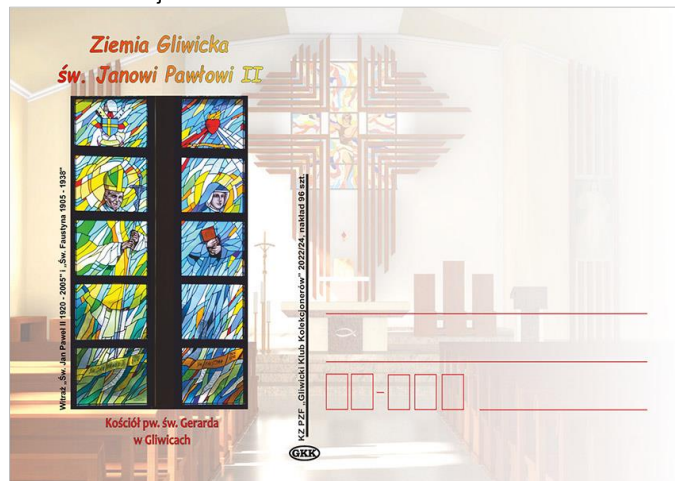 Ziemia Gliwicka
św. Janowi Pawłowi II
Witraż „Św. Jan Paweł II 1920 - 2005" i „Św. Faustyna 1905 - 1938"
Kościół pw. św. Gerarda
w Gliwicach
KZ PZF „Gliwicki Klub Kolekcjonerów" 2022/24, nakład 96 szt.
GKK